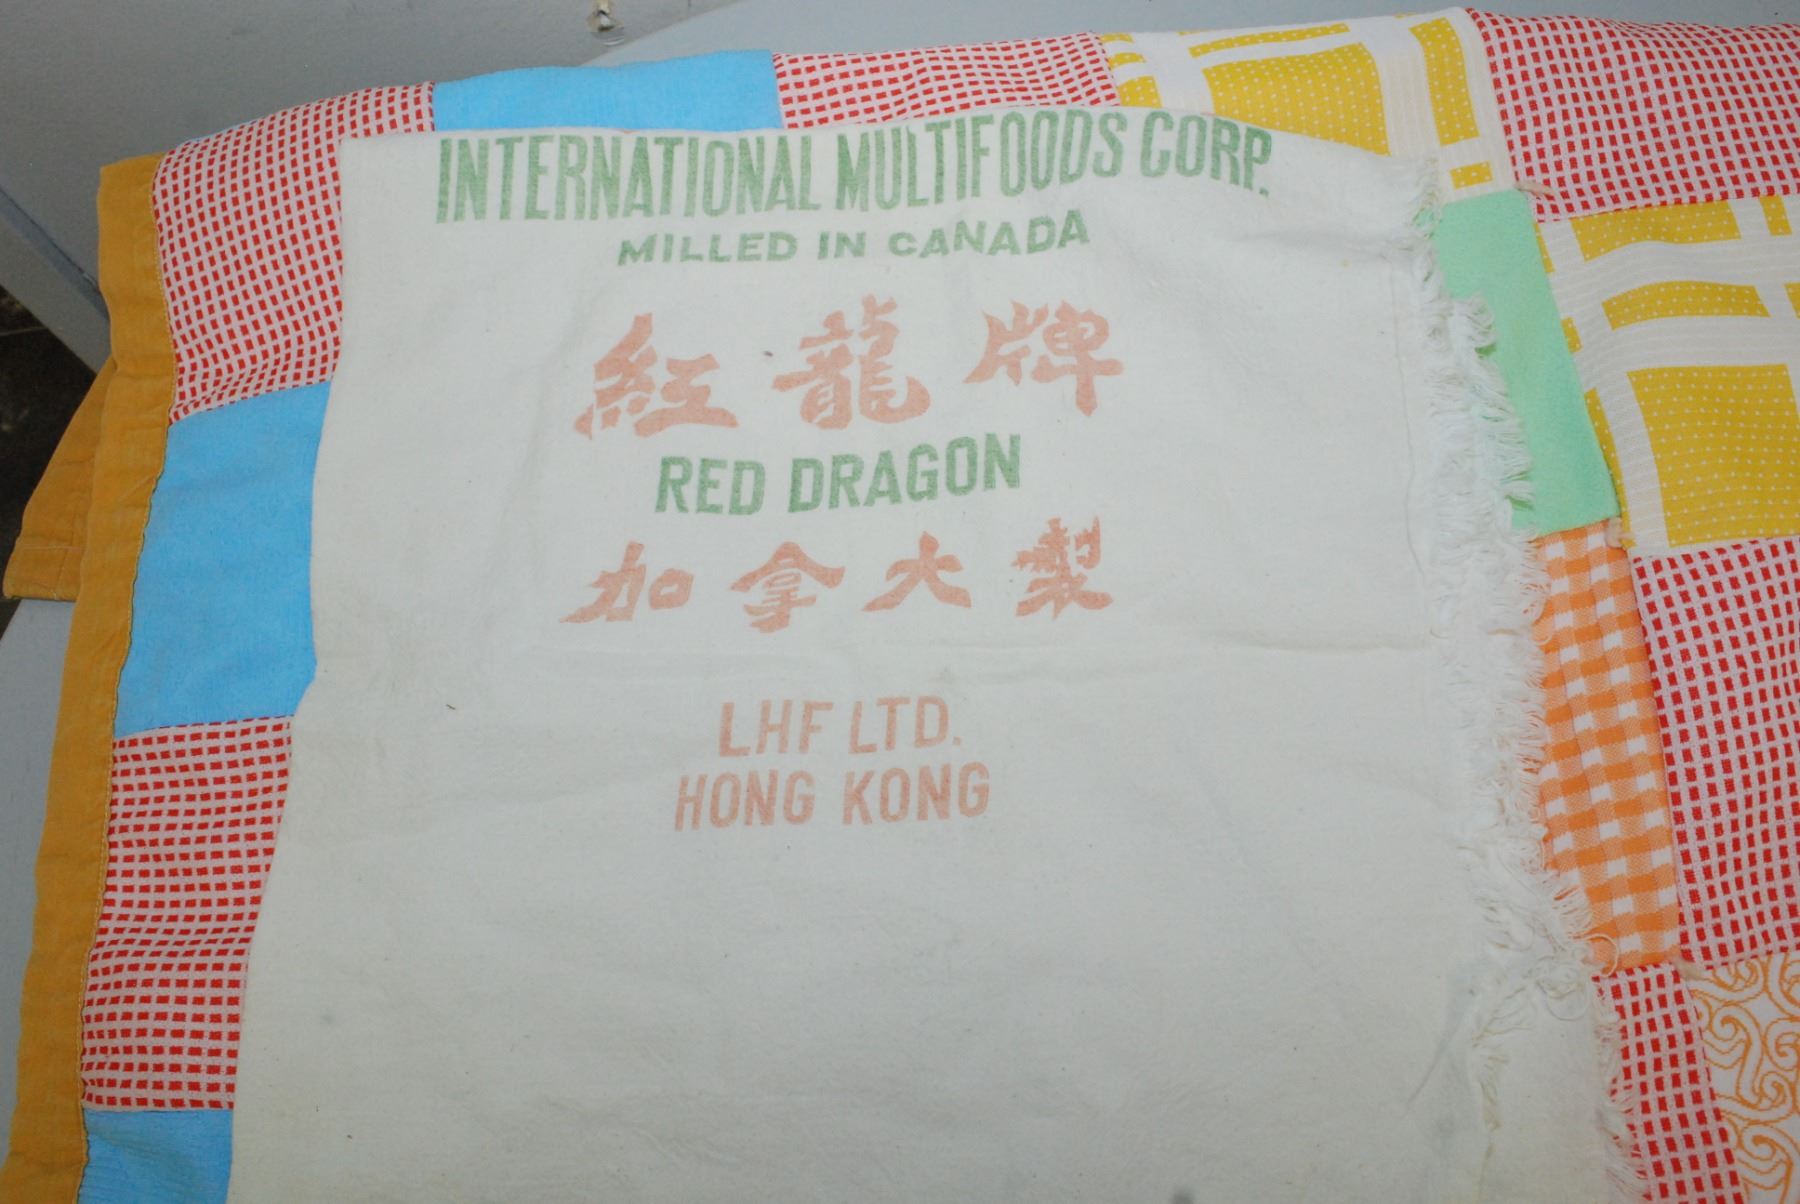 INTERNATIONAL MULTIFOODS CORP.
MILLED IN CANADA
紅龍牌
RED DRAGON
加拿大製
LHF LTD.
HONG KONG